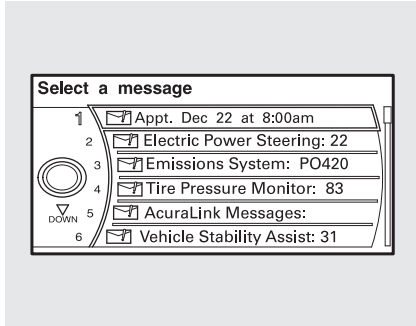 Select a message
1 Appt. Dec 22 at 8:00am
2 Electric Power Steering: 22
3 Emissions System: PO420
4 Tire Pressure Monitor: 83
DOWN 5 AcuraLink Messages:
6 Vehicle Stability Assist: 31